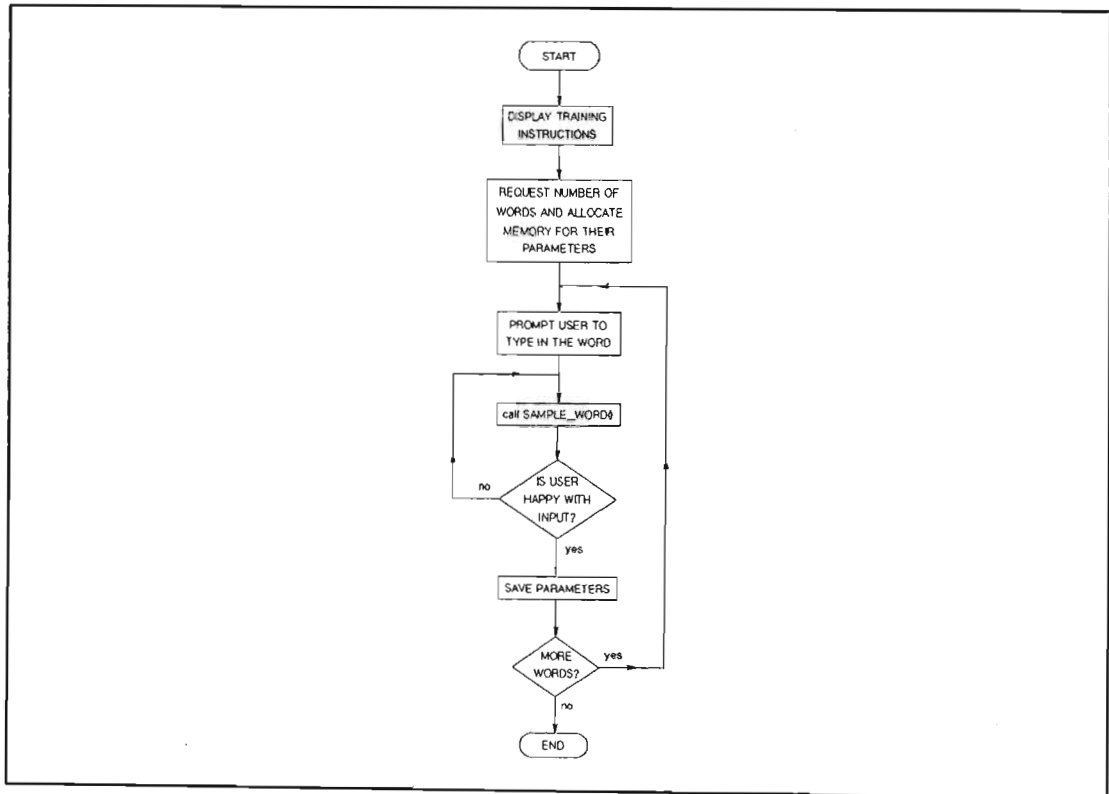 START
DISPLAY TRAINING
INSTRUCTIONS
REQUEST NUMBER OF
WORDS AND ALLOCATE
MEMORY FOR THEIR
PARAMETERS
PROMPT USER TO
TYPE IN THE WORD
call SAMPLE_WORD()
no
IS USER
HAPPY WITH
INPUT?
yes
SAVE PARAMETERS
MORE
WORDS?
yes
no
END